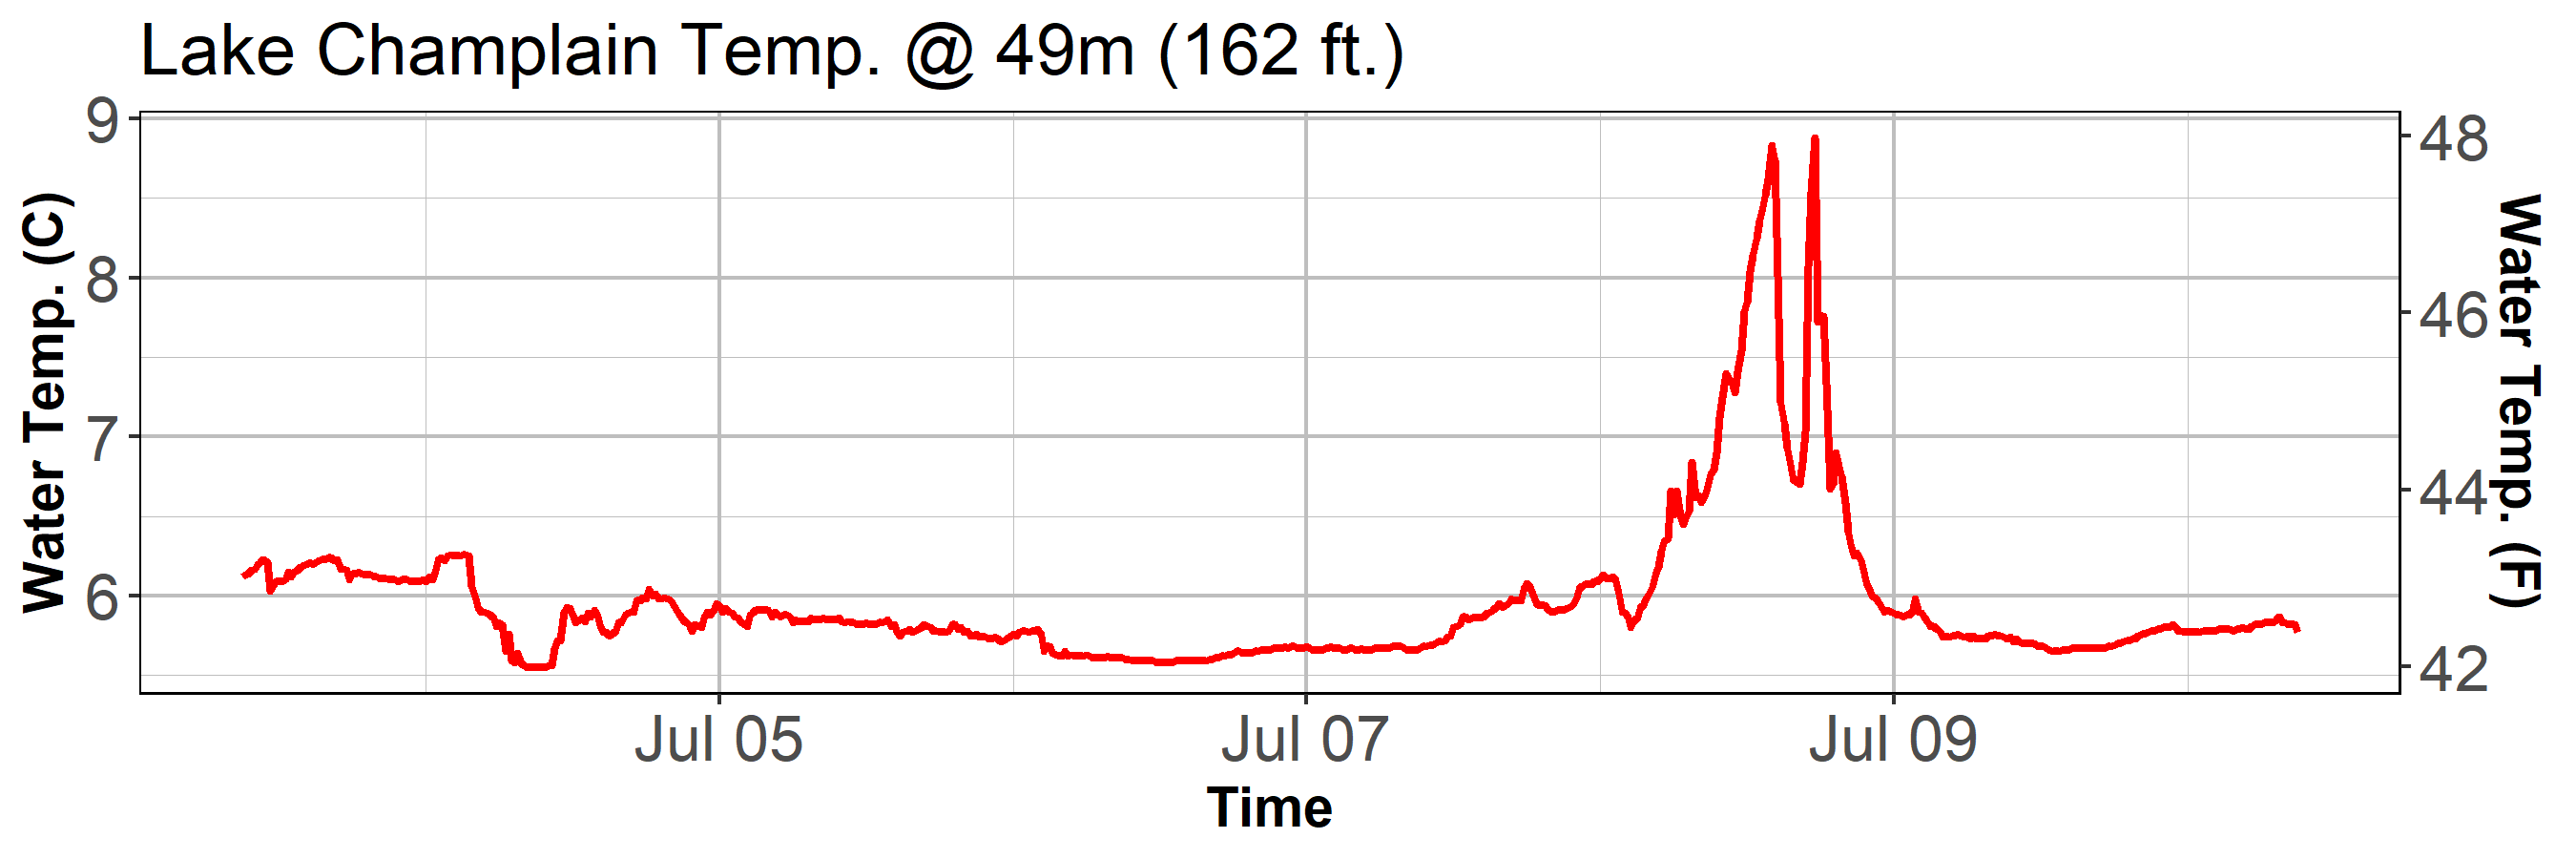 Lake Champlain Temp. @ 49m (162 ft.)
Water Temp. (C)
9
8
7
6
48
46
44
42
Water Temp. (F)
Jul 05 Jul 07 Jul 09
Time